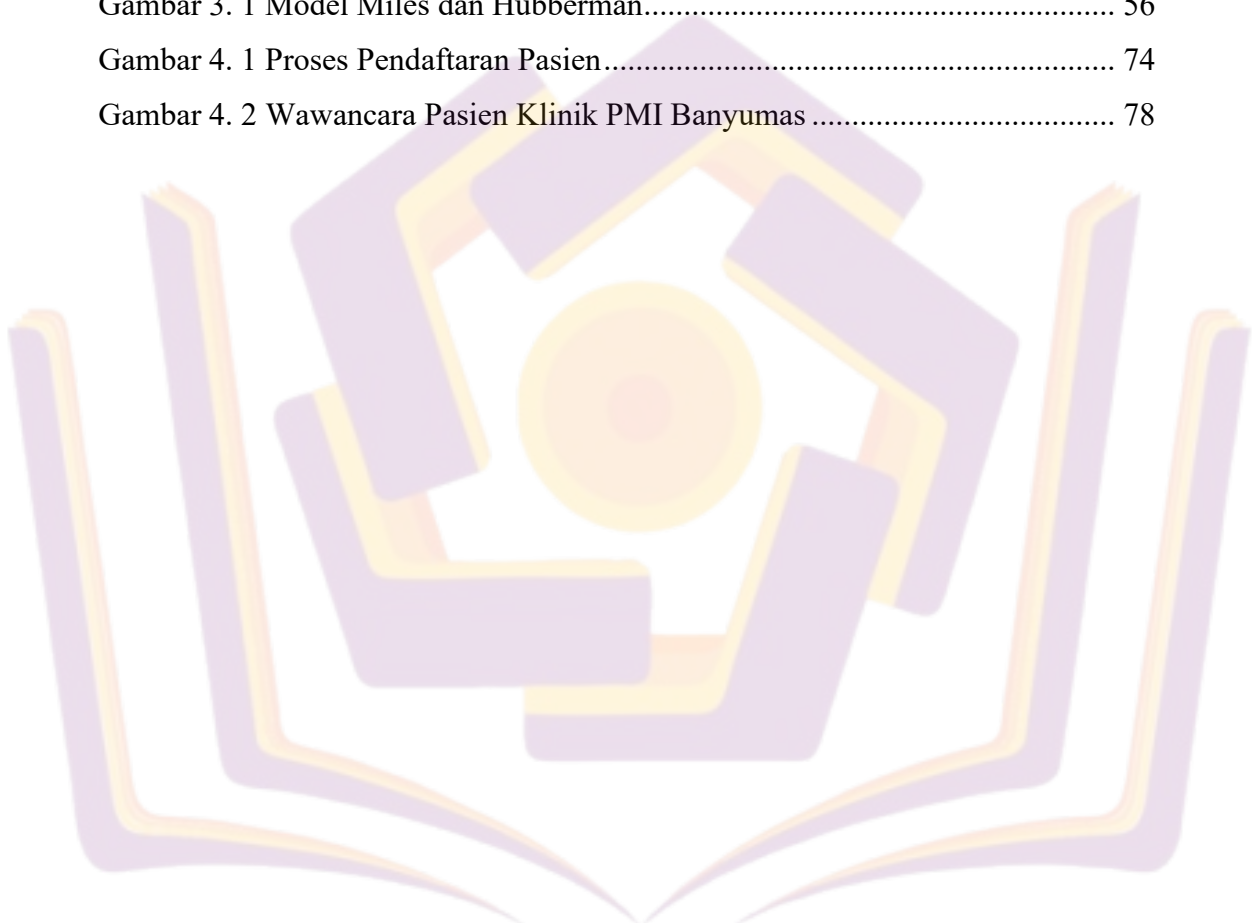 Gambar 3. 1 Model Miles dan Hubberman.......................................................... 56
Gambar 4. 1 Proses Pendaftaran Pasien................................................................ 74
Gambar 4. 2 Wawancara Pasien Klinik PMI Banyumas ...................................... 78